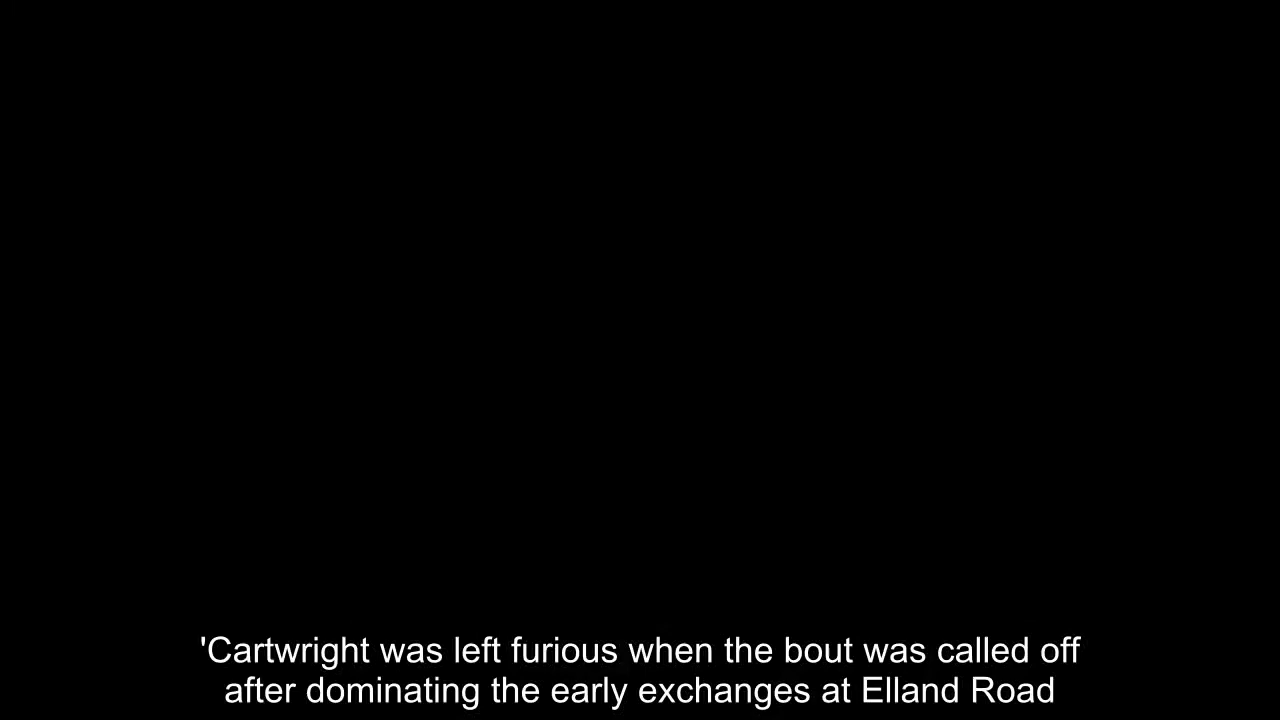 'Cartwright was left furious when the bout was called off
after dominating the early exchanges at Elland Road